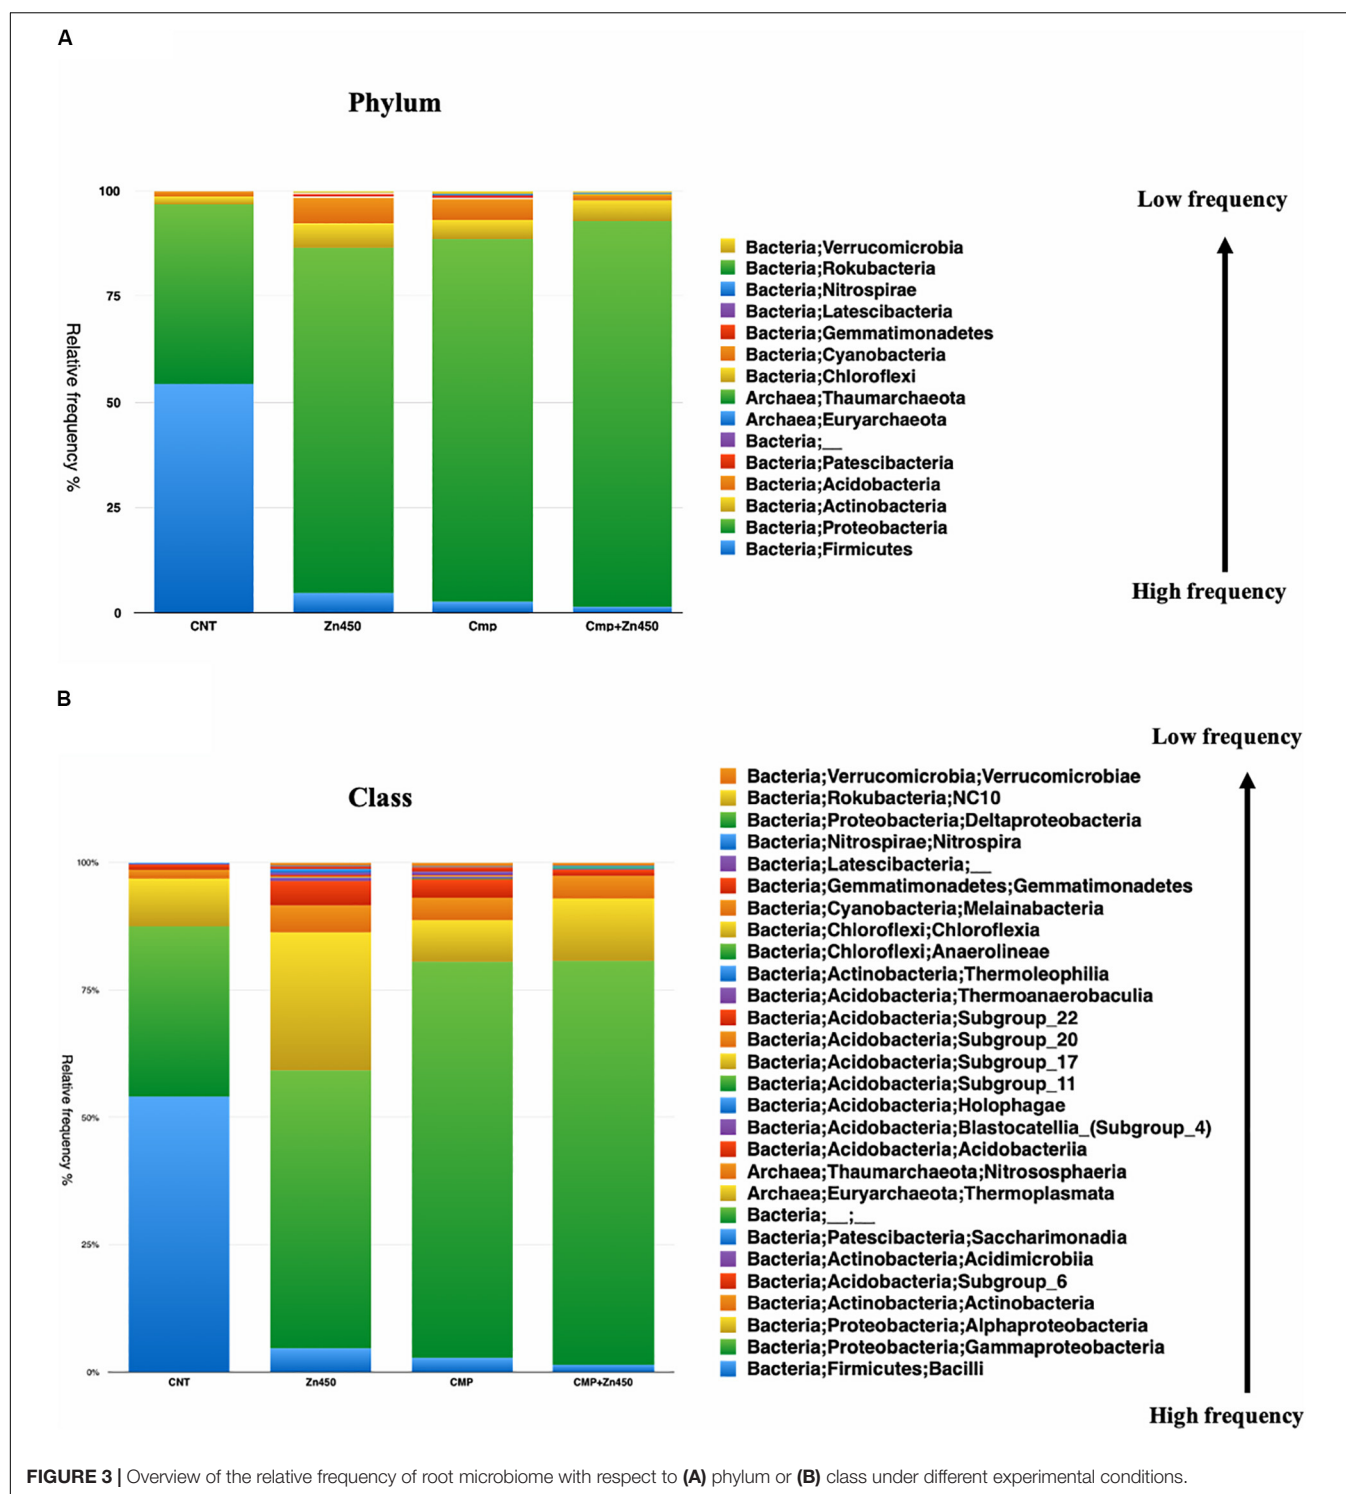 A
Phylum
100
75
50
25
0
Relative frequency %
CNT
Zn450
Cmp
Cmp+Zn450
Bacteria;Verrucomicrobia
Bacteria;Rokubacteria
Bacteria;Nitrospirae
Bacteria;Latescibacteria
Bacteria;Gemmatimonadetes
Bacteria;Cyanobacteria
Bacteria;Chloroflexi
Archaea;Thaumarchaeota
Archaea;Euryarchaeota
Bacteria;__
Bacteria;Patescibacteria
Bacteria;Acidobacteria
Bacteria;Actinobacteria
Bacteria;Proteobacteria
Bacteria;Firmicutes
Low frequency
High frequency
B
Class
100%
75%
50%
25%
0%
Relative frequency %
CNT
Zn450
CMP
CMP+Zn450
Low frequency
Bacteria;Verrucomicrobia;Verrucomicrobiae
Bacteria;Rokubacteria;NC10
Bacteria;Proteobacteria;Deltaproteobacteria
Bacteria;Nitrospirae;Nitrospira
Bacteria;Latescibacteria;__
Bacteria;Gemmatimonadetes;Gemmatimonadetes
Bacteria;Cyanobacteria;Melainabacteria
Bacteria;Chloroflexi;Chloroflexia
Bacteria;Chloroflexi;Anaerolineae
Bacteria;Actinobacteria;Thermoleophilia
Bacteria;Acidobacteria;Thermoanaerobaculia
Bacteria;Acidobacteria;Subgroup_22
Bacteria;Acidobacteria;Subgroup_20
Bacteria;Acidobacteria;Subgroup_17
Bacteria;Acidobacteria;Subgroup_11
Bacteria;Acidobacteria;Holophagae
Bacteria;Acidobacteria;Blastocatellia_(Subgroup_4)
Bacteria;Acidobacteria;Acidobacteriia
Archaea;Thaumarchaeota;Nitrososphaeria
Archaea;Euryarchaeota;Thermoplasmata
Bacteria;__;__
Bacteria;Patescibacteria;Saccharimonadia
Bacteria;Actinobacteria;Acidimicrobiia
Bacteria;Acidobacteria;Subgroup_6
Bacteria;Actinobacteria;Actinobacteria
Bacteria;Proteobacteria;Alphaproteobacteria
Bacteria;Proteobacteria;Gammaproteobacteria
Bacteria;Firmicutes;Bacilli
High frequency
FIGURE 3 | Overview of the relative frequency of root microbiome with respect to (A) phylum or (B) class under different experimental conditions.